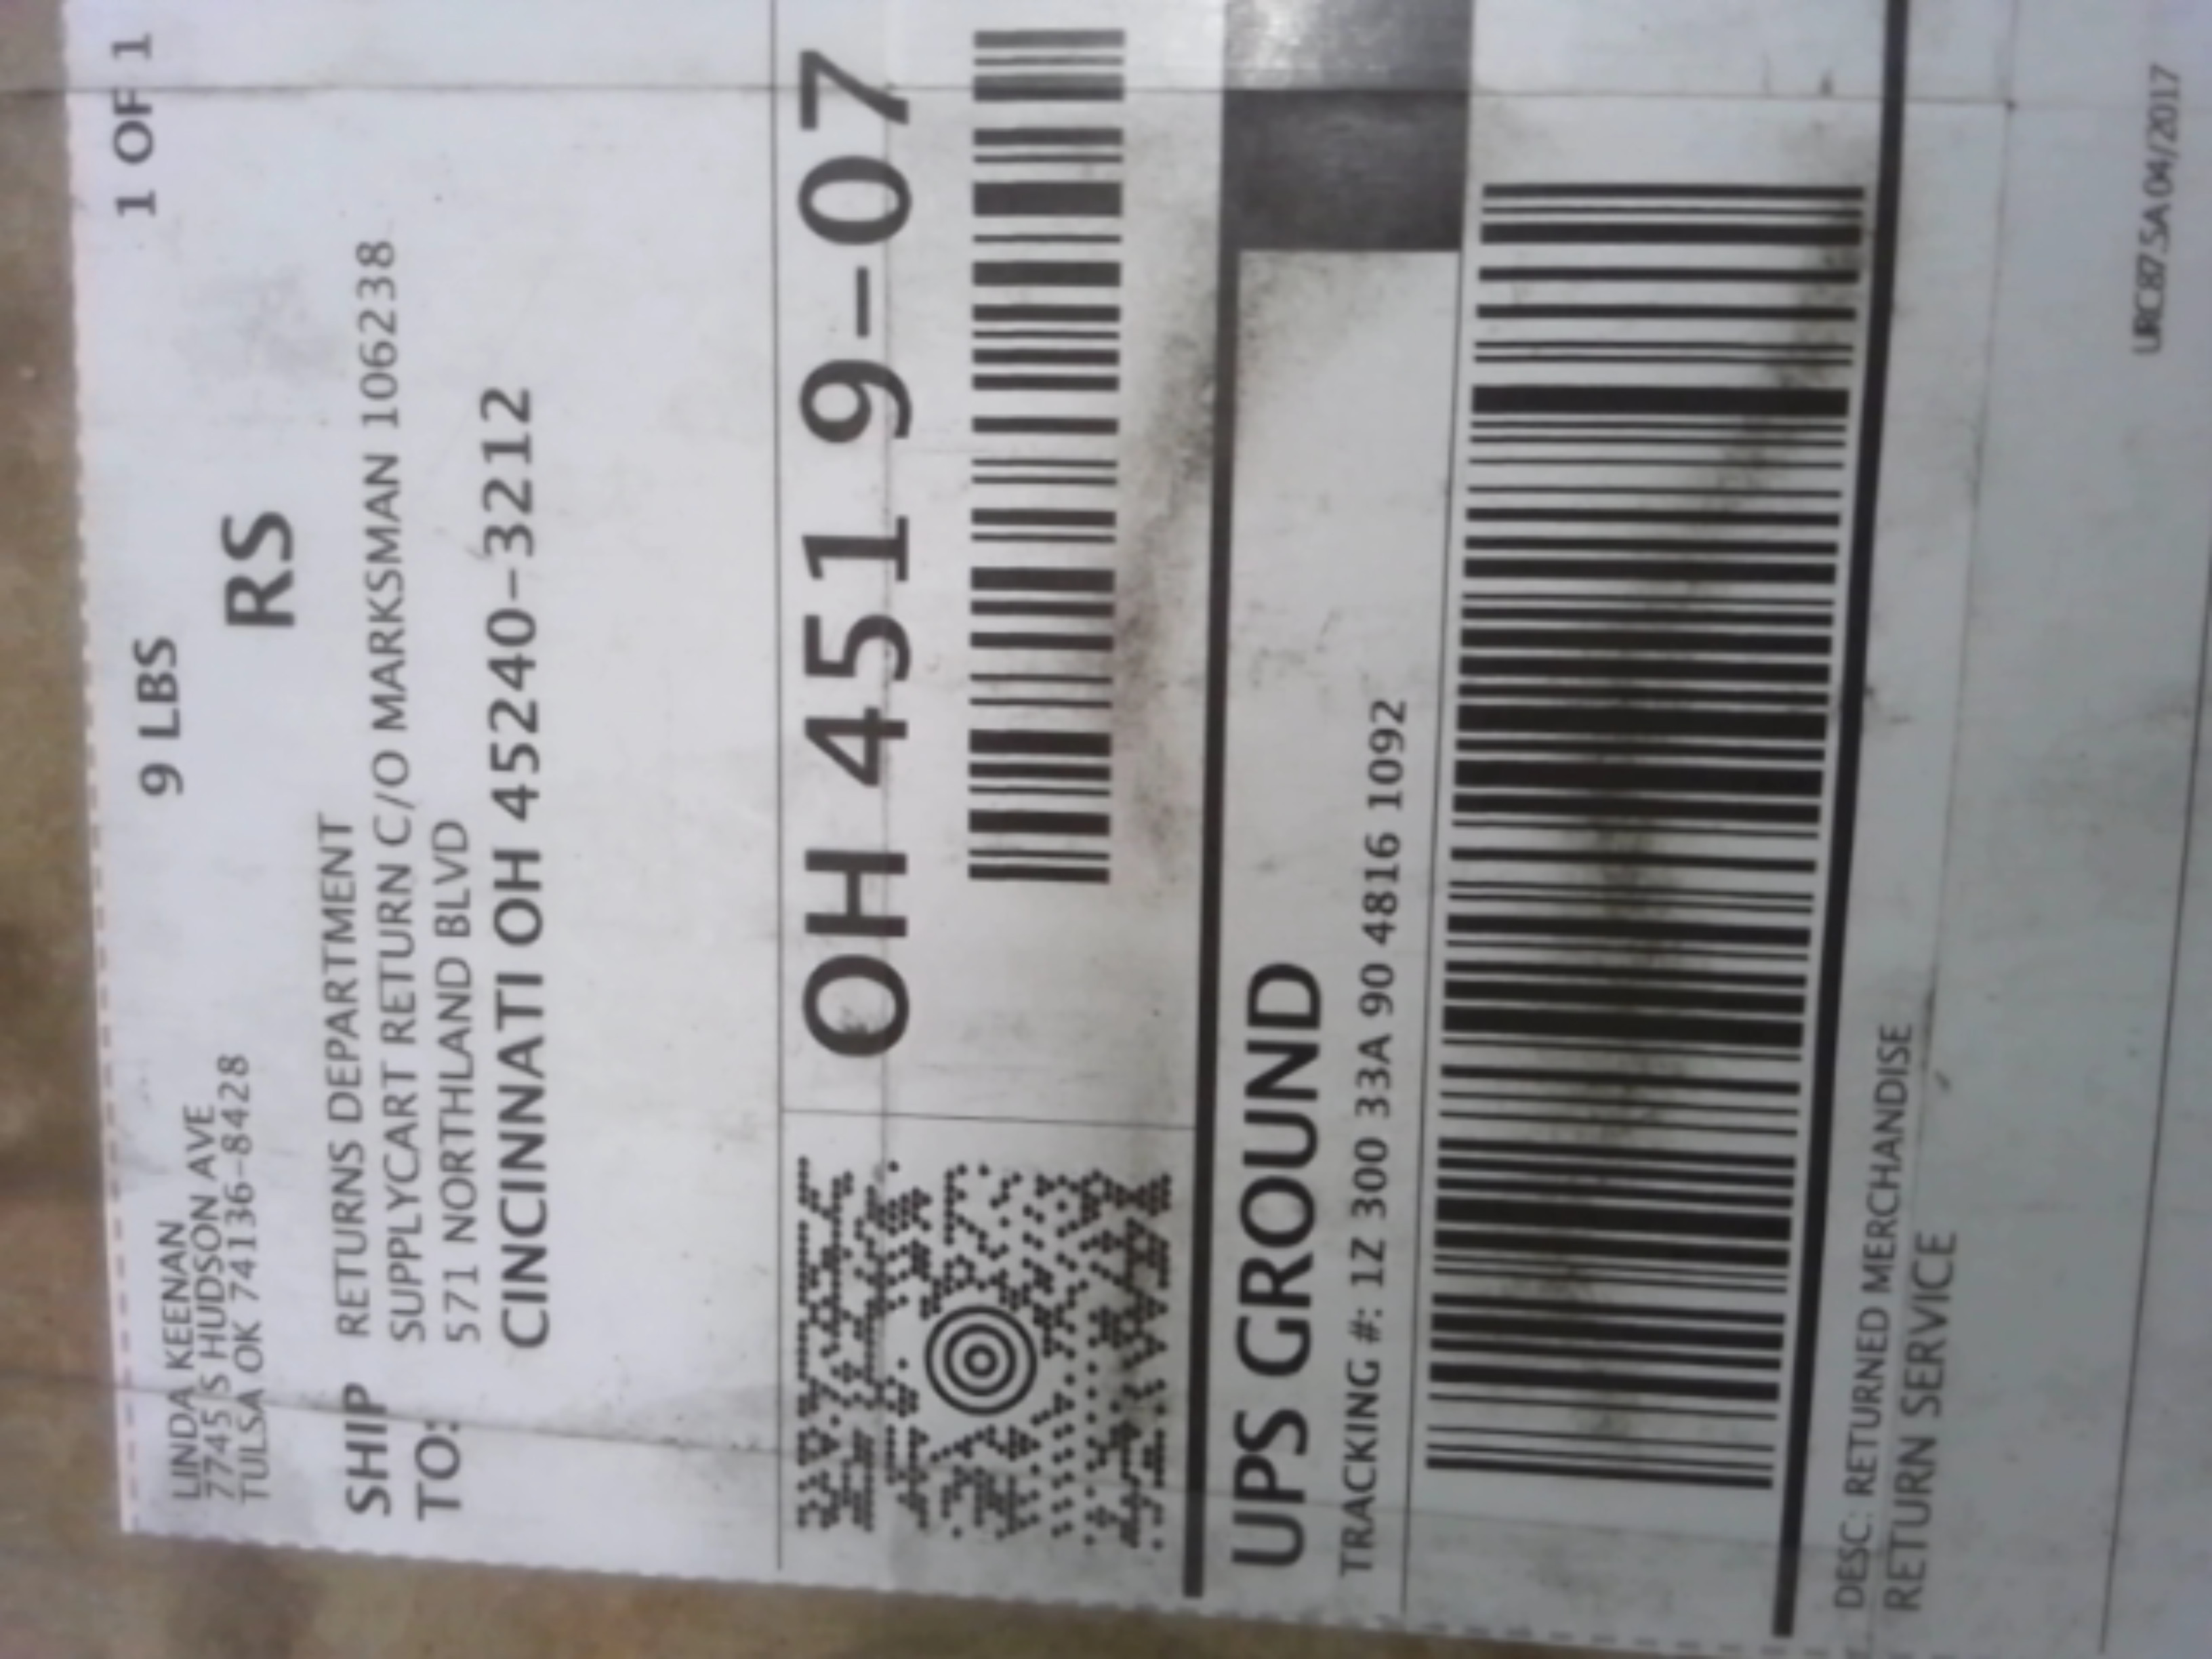 LINDA KEENAN
7745 S HUDSON AVE
TULSA OK 74136-8428
9 LBS
1 OF 1
RS
SHIP TO:
RETURNS DEPARTMENT
SUPPLYCART RETURN C/O MARKSMAN 106238
571 NORTHLAND BLVD
CINCINNATI OH 45240-3212
OH 451 9-07
UPS GROUND
TRACKING #: 1Z 300 33A 90 4816 1092
DESC: RETURNED MERCHANDISE
RETURN SERVICE
URC87.5A 04/2017